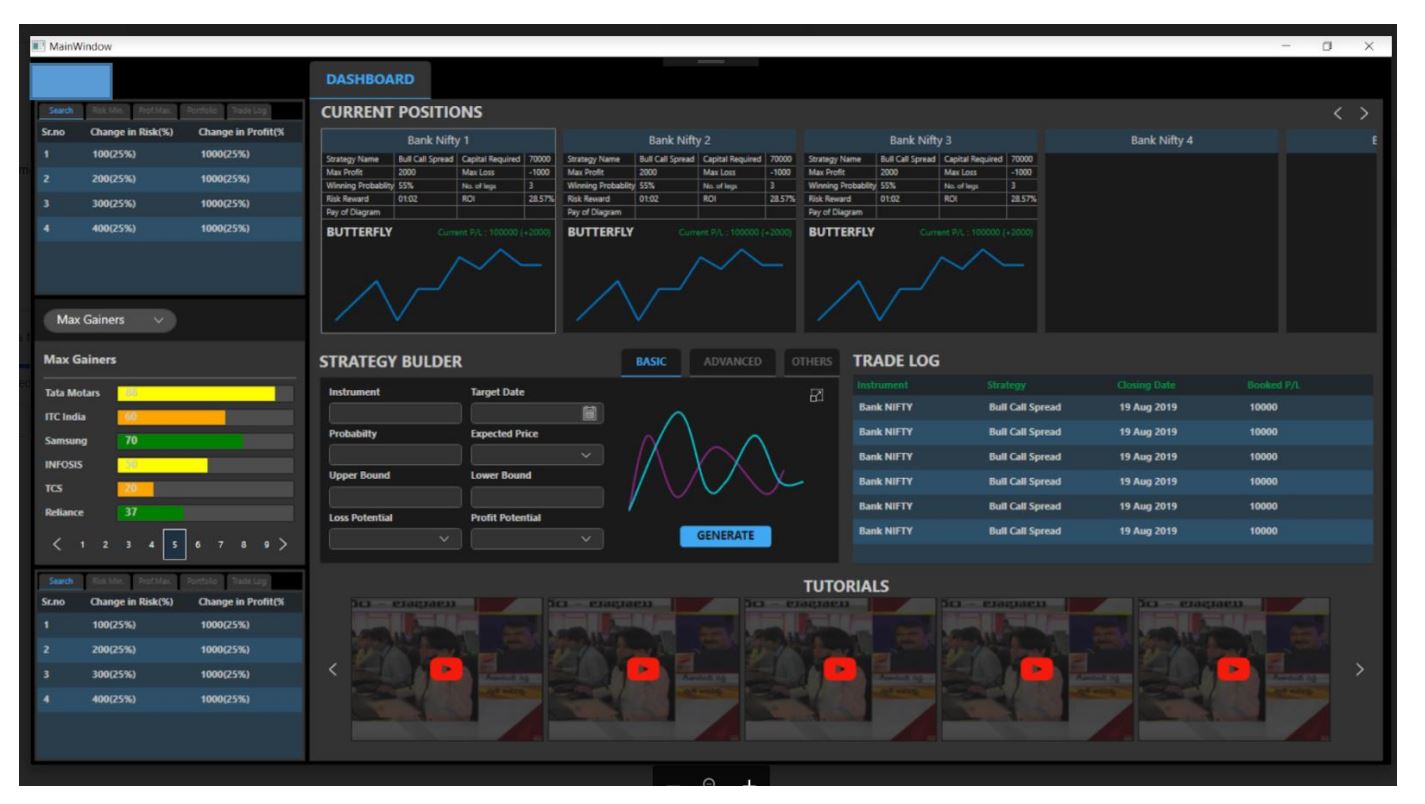 MainWindow
DASHBOARD
Search Risk Min. Prof.Max. Portfolio Trade Log
Sr.no Change in Risk(%) Change in Profit(%
1 100(25%) 1000(25%)
2 200(25%) 1000(25%)
3 300(25%) 1000(25%)
4 400(25%) 1000(25%)
Max Gainers
Max Gainers
Tata Motars
ITC India 60
Samsung 70
INFOSIS 50
TCS 20
Reliance 37
1 2 3 4 5 6 7 8 9
Search Risk Min. Prof.Max. Portfolio Trade Log
Sr.no Change in Risk(%) Change in Profit(%
1 100(25%) 1000(25%)
2 200(25%) 1000(25%)
3 300(25%) 1000(25%)
4 400(25%) 1000(25%)
CURRENT POSITIONS
Bank Nifty 1
Strategy Name Bull Call Spread Capital Required 70000
Max Profit 2000 Max Loss -1000
Winning Probablity 55% No. of legs 3
Risk Reward 01:02 ROI 28.57%
Pay of Diagram
BUTTERFLY Current P/L : 100000 (+2000)
Bank Nifty 2
Strategy Name Bull Call Spread Capital Required 70000
Max Profit 2000 Max Loss -1000
Winning Probablity 55% No. of legs 3
Risk Reward 01:02 ROI 28.57%
Pay of Diagram
BUTTERFLY Current P/L : 100000 (+2000)
Bank Nifty 3
Strategy Name Bull Call Spread Capital Required 70000
Max Profit 2000 Max Loss -1000
Winning Probablity 55% No. of legs 3
Risk Reward 01:02 ROI 28.57%
Pay of Diagram
BUTTERFLY Current P/L : 100000 (+2000)
Bank Nifty 4
STRATEGY BULDER
BASIC ADVANCED OTHERS
Instrument Target Date
Probabilty Expected Price
Upper Bound Lower Bound
Loss Potential Profit Potential
GENERATE
TRADE LOG
Instrument Strategy Closing Date Booked P/L
Bank NIFTY Bull Call Spread 19 Aug 2019 10000
Bank NIFTY Bull Call Spread 19 Aug 2019 10000
Bank NIFTY Bull Call Spread 19 Aug 2019 10000
Bank NIFTY Bull Call Spread 19 Aug 2019 10000
Bank NIFTY Bull Call Spread 19 Aug 2019 10000
Bank NIFTY Bull Call Spread 19 Aug 2019 10000
TUTORIALS